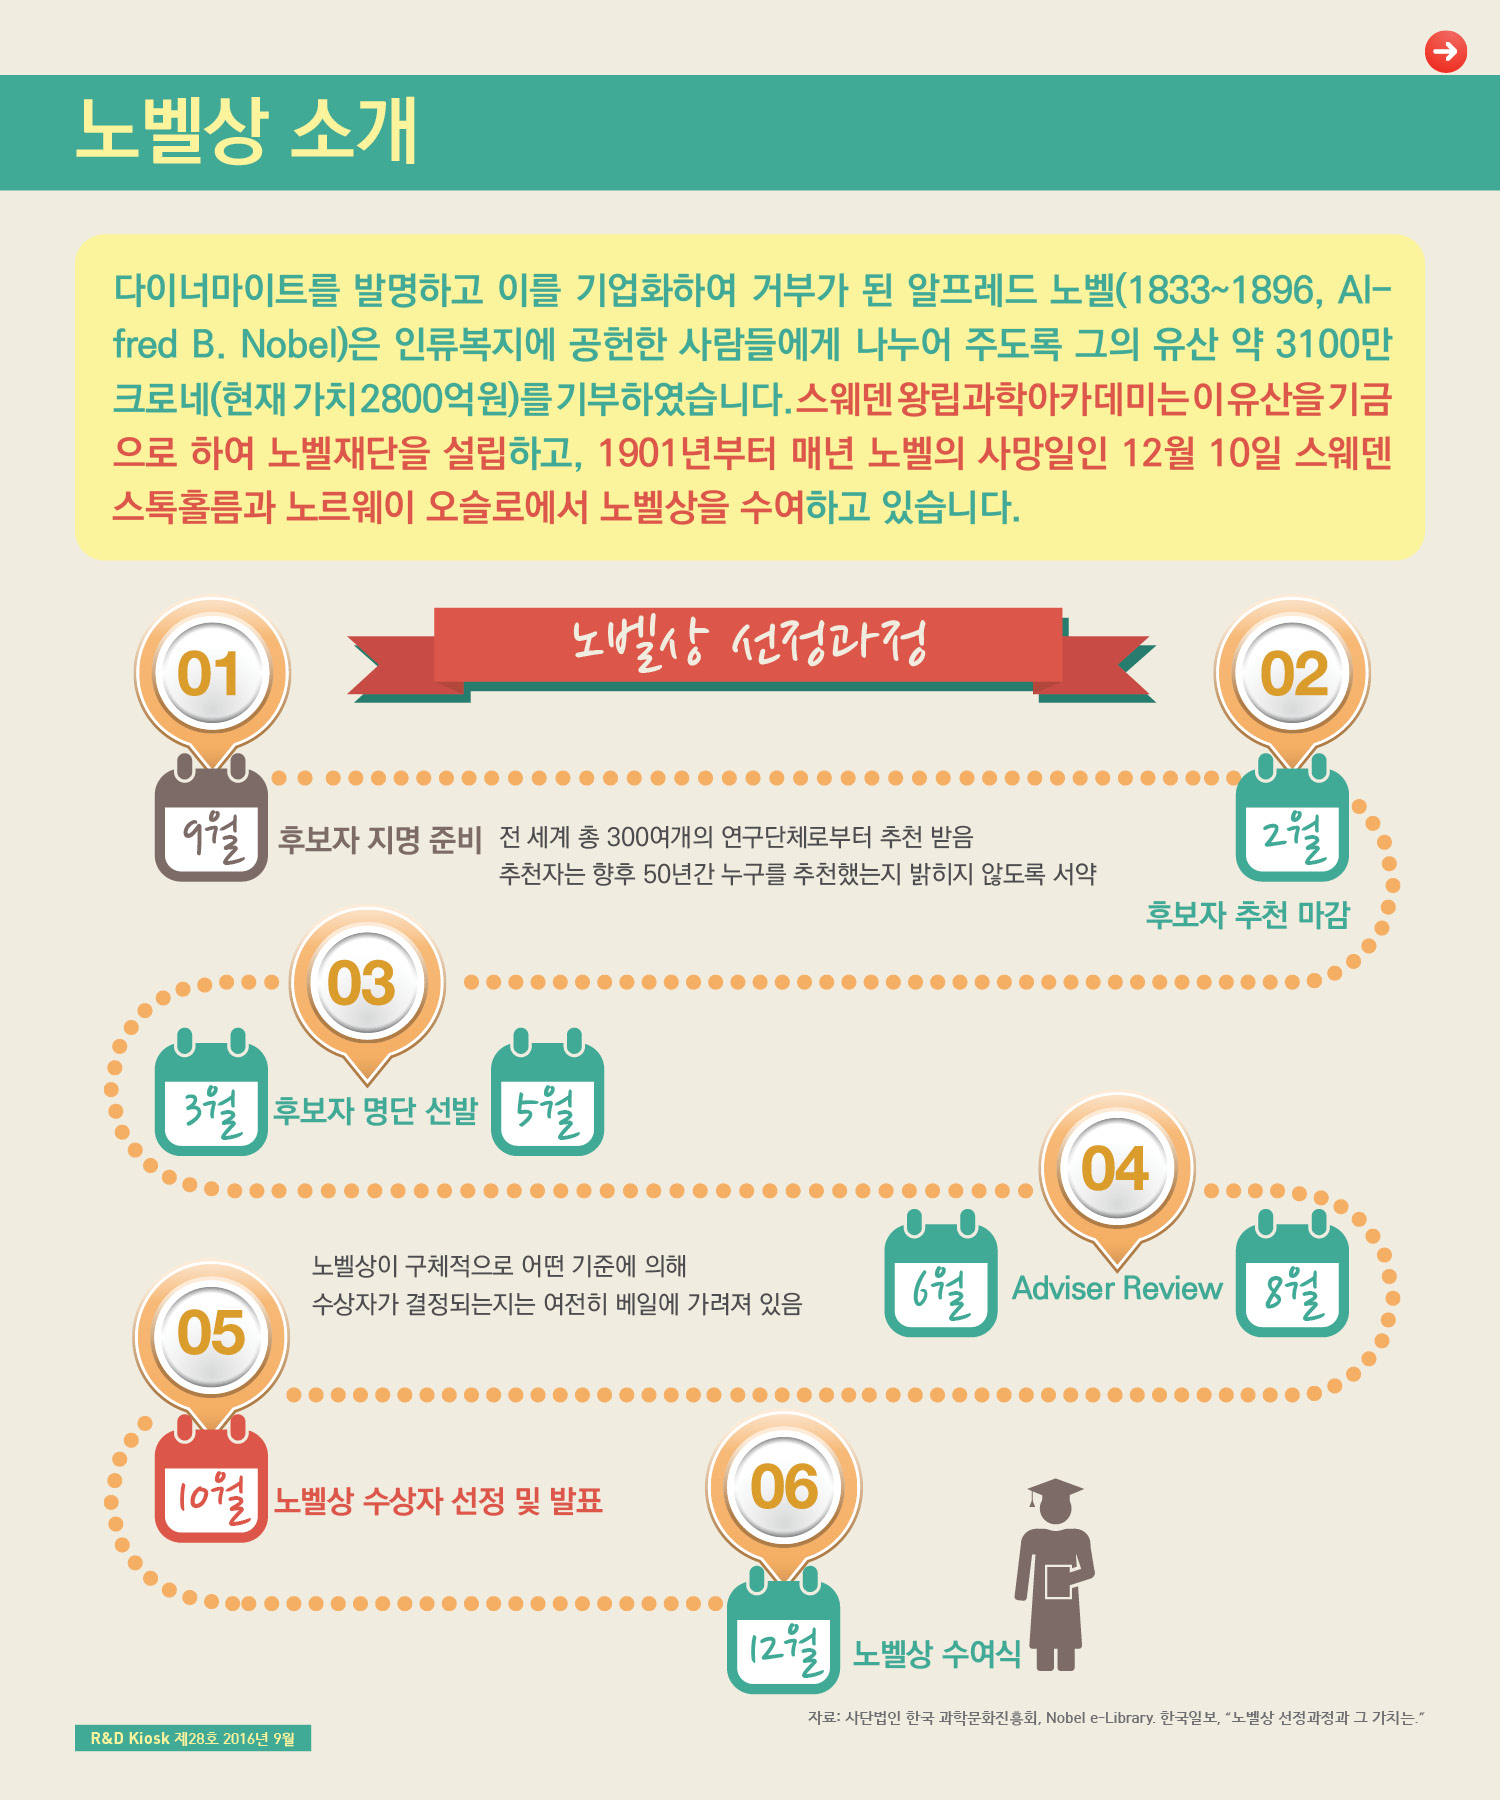 노벨상 소개
다이너마이트를 발명하고 이를 기업화하여 거부가 된 알프레드 노벨(1833~1896, Al-
fred B. Nobel)은 인류복지에 공헌한 사람들에게 나누어 주도록 그의 유산 약 3100만
크로네(현재 가치 2800억원)를 기부하였습니다. 스웨덴 왕립과학아카데미는 이 유산을 기금
으로 하여 노벨재단을 설립하고, 1901년부터 매년 노벨의 사망일인 12월 10일 스웨덴
스톡홀름과 노르웨이 오슬로에서 노벨상을 수여하고 있습니다.
노벨상 선정과정
01
9월
후보자 지명 준비
전 세계 총 300여개의 연구단체로부터 추천 받음
추천자는 향후 50년간 누구를 추천했는지 밝히지 않도록 서약
02
2월
후보자 추천 마감
03
3월
후보자 명단 선발
5월
04
6월
Adviser Review
8월
노벨상이 구체적으로 어떤 기준에 의해
수상자가 결정되는지는 여전히 베일에 가려져 있음
05
10월
노벨상 수상자 선정 및 발표
06
12월
노벨상 수여식
자료: 사단법인 한국 과학문화진흥회, Nobel e-Library. 한국일보, “노벨상 선정과정과 그 가치는.”
R&D Kiosk 제28호 2016년 9월